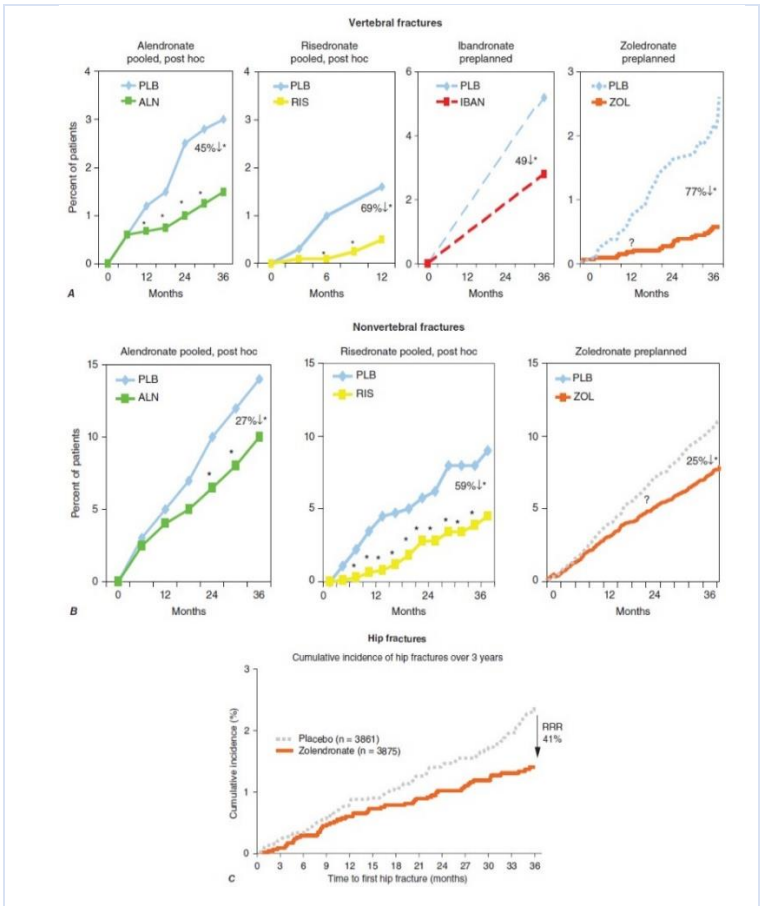 Vertebral fractures
Alendronate
pooled, post hoc
Risedronate
pooled, post hoc
Ibandronate
preplanned
Zoledronate
preplanned
Percent of patients
4
3
2
1
0
PLB
ALN
45%↓*
* * * *
0 12 24 36
Months
4
3
2
1
0
PLB
RIS
69%↓*
* *
0 6 12
Months
6
4
2
0
PLB
IBAN
49↓*
0 12 24 36
Months
3
2
1
0
PLB
ZOL
77%↓*
?
0 12 24 36
Months
A
Nonvertebral fractures
Alendronate pooled, post hoc
Risedronate pooled, post hoc
Zoledronate preplanned
Percent of patients
15
10
5
0
PLB
ALN
27%↓*
* *
0 12 24 36
Months
15
10
5
0
PLB
RIS
59%↓*
* * * * * * * * * *
0 12 24 36
Months
15
10
5
0
PLB
ZOL
25%↓*
?
0 12 24 36
Months
B
Hip fractures
Cumulative incidence of hip fractures over 3 years
Cumulative incidence (%)
3
2
1
0
Placebo (n = 3861)
Zolendronate (n = 3875)
RRR
41%
0 3 6 9 12 15 18 21 24 27 30 33 36
Time to first hip fracture (months)
C